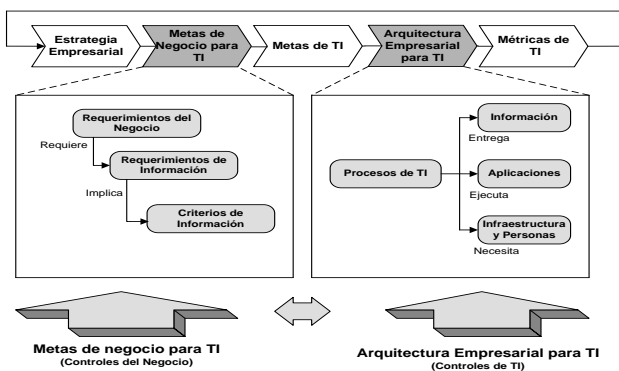 Estrategia
Empresarial
Metas de
Negocio para
TI
Metas de TI
Arquitectura
Empresarial
para TI
Métricas de
TI
Requerimientos del
Negocio
Requiere
Requerimientos de
Información
Implica
Criterios de
Información
Procesos de TI
Información
Entrega
Aplicaciones
Ejecuta
Infraestructura
y Personas
Necesita
Metas de negocio para TI
(Controles del Negocio)
Arquitectura Empresarial para TI
(Controles de TI)